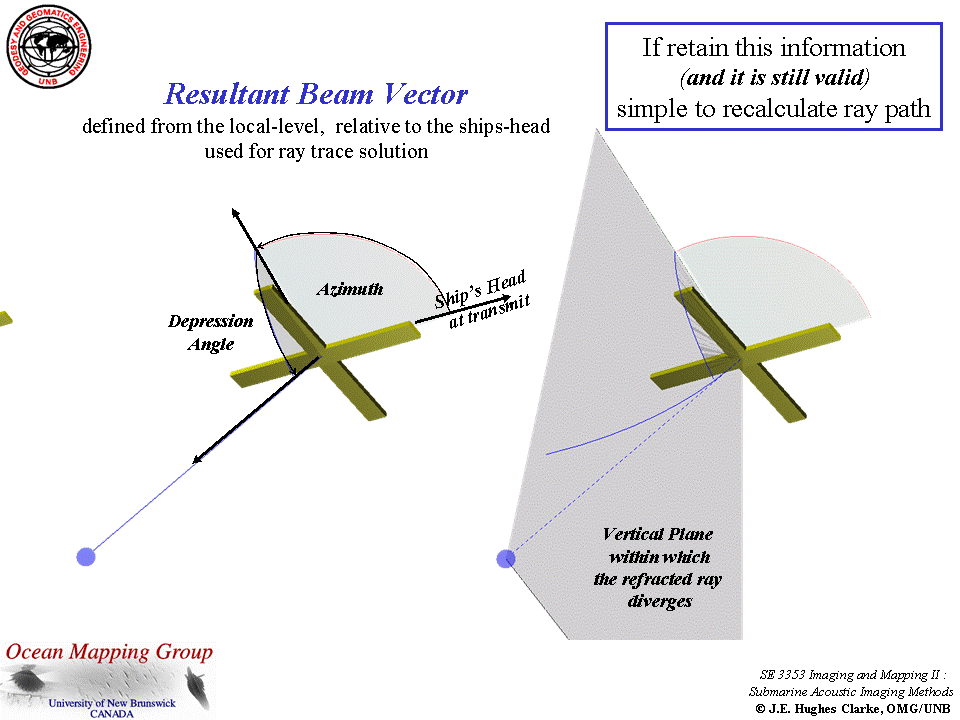 GEODESY AND GEOMATICS ENGINEERING
UNB
Resultant Beam Vector
defined from the local-level, relative to the ships-head
used for ray trace solution
If retain this information
(and it is still valid)
simple to recalculate ray path
Azimuth
Ship's Head
at transmit
Depression
Angle
Vertical Plane
within which
the refracted ray
diverges
Ocean Mapping Group
University of New Brunswick
CANADA
SE 3353 Imaging and Mapping II :
Submarine Acoustic Imaging Methods
© J.E. Hughes Clarke, OMG/UNB